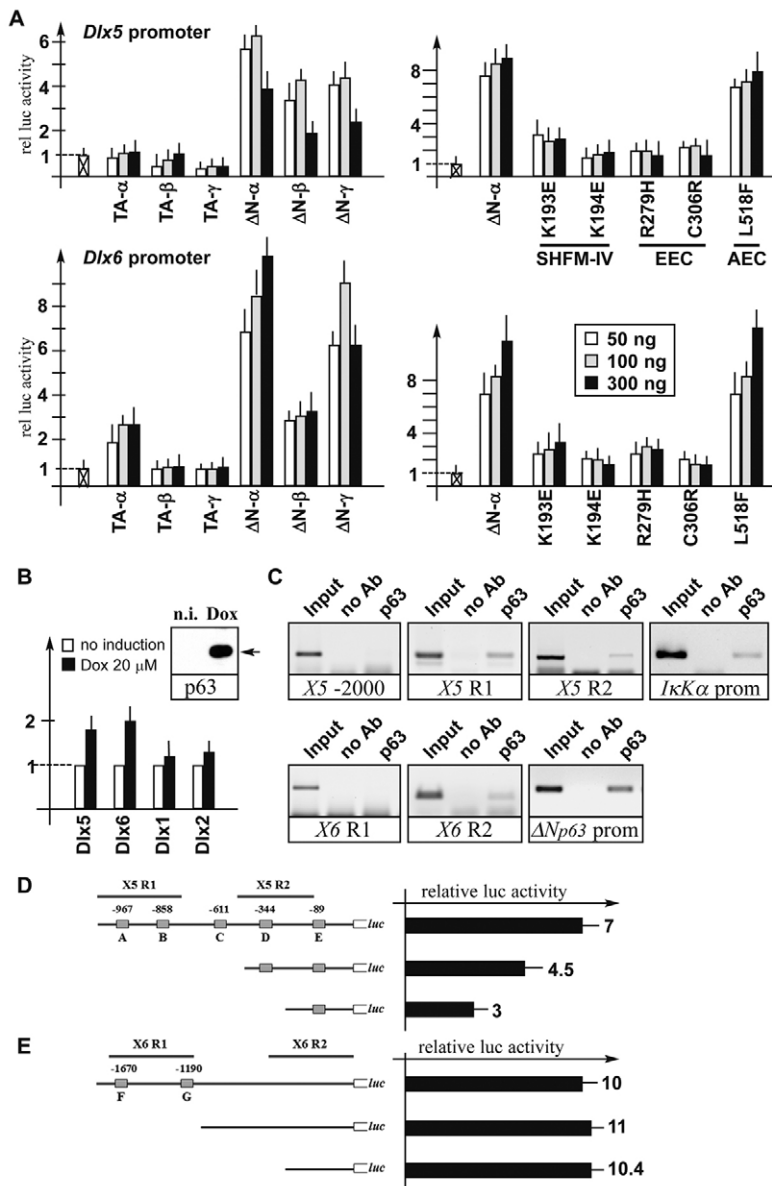 A
Dlx5 promoter
rel luc activity
6
4
2
1
TA-α
TA-β
TA-γ
ΔN-α
ΔN-β
ΔN-γ
8
4
2
1
ΔN-α
K193E
K194E
R279H
C306R
L518F
SHFM-IV
EEC
AEC
Dlx6 promoter
rel luc activity
8
6
4
2
1
TA-α
TA-β
TA-γ
ΔN-α
ΔN-β
ΔN-γ
50 ng
100 ng
300 ng
8
4
1
ΔN-α
K193E
K194E
R279H
C306R
L518F
B
n.i. Dox
no induction
Dox 20 μM
p63
2
1
Dlx5
Dlx6
Dlx1
Dlx2
C
Input no Ab p63
X5 -2000
Input no Ab p63
X5 R1
Input no Ab p63
X5 R2
Input no Ab p63
IκKα prom
Input no Ab p63
X6 R1
Input no Ab p63
X6 R2
Input no Ab p63
ΔNp63 prom
D
X5 R1 X5 R2
-967 -858 -611 -344 -89
A B C D E
luc
luc
luc
relative luc activity
7
4.5
3
E
X6 R1 X6 R2
-1670 -1190
F G
luc
luc
luc
relative luc activity
10
11
10.4